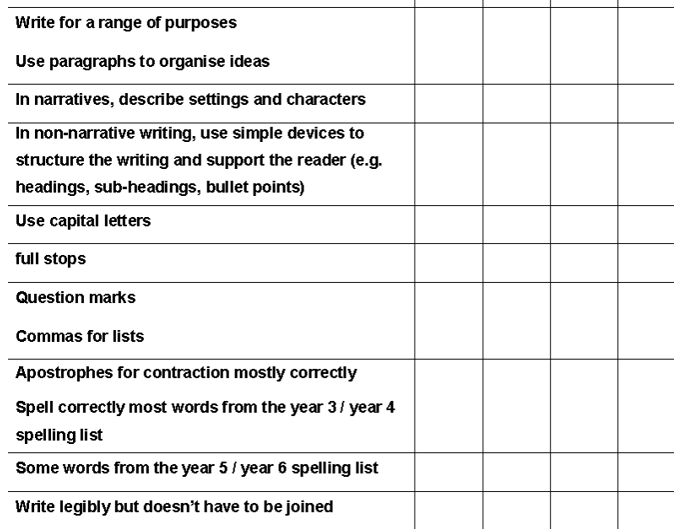 Write for a range of purposes
Use paragraphs to organise ideas
In narratives, describe settings and characters
In non-narrative writing, use simple devices to
structure the writing and support the reader (e.g.
headings, sub-headings, bullet points)
Use capital letters
full stops
Question marks
Commas for lists
Apostrophes for contraction mostly correctly
Spell correctly most words from the year 3 / year 4
spelling list
Some words from the year 5 / year 6 spelling list
Write legibly but doesn’t have to be joined